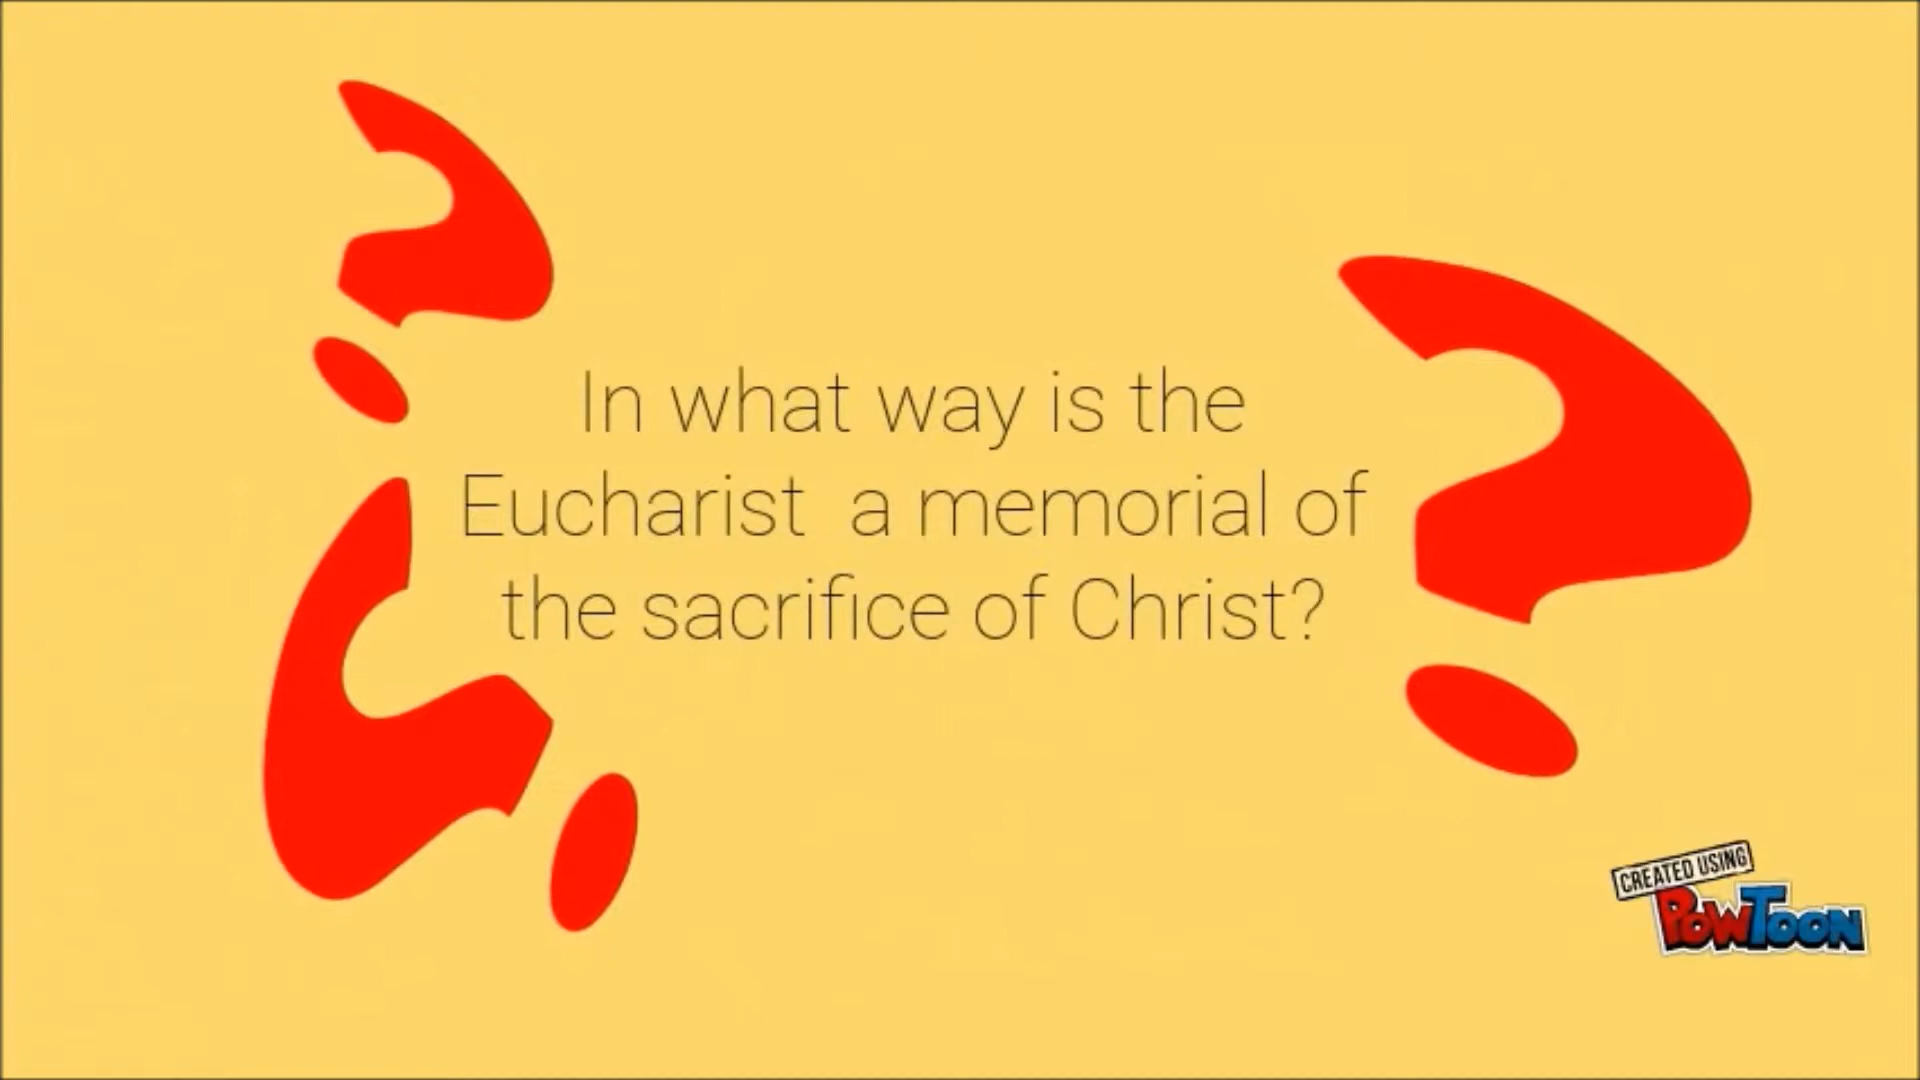 In what way is the
Eucharist a memorial of
the sacrifice of Christ?
CREATED USING
POWTOON